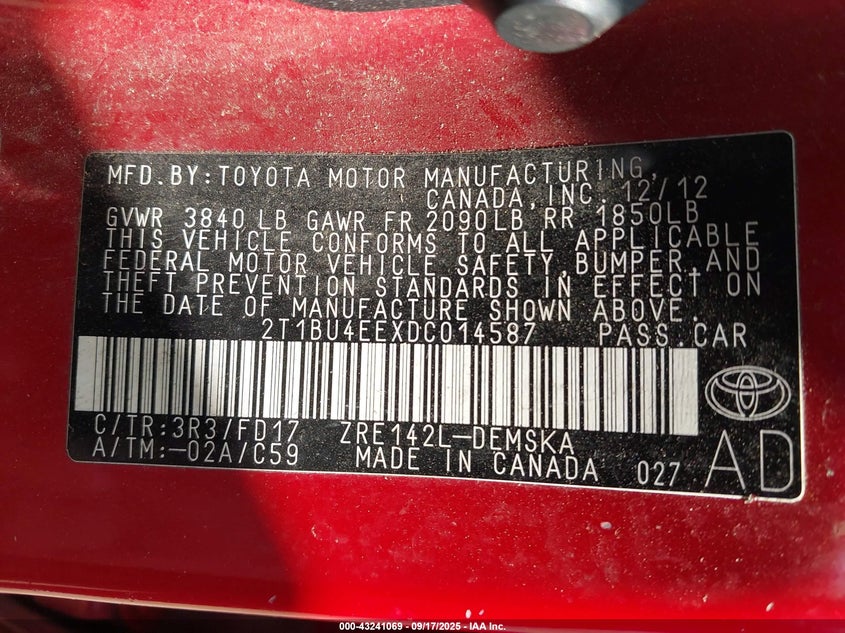 MFD.BY:TOYOTA MOTOR MANUFACTURING,
CANADA,INC. 12/12
GVWR 3840 LB GAWR FR 2090LB RR 1850LB
THIS VEHICLE CONFORMS TO ALL APPLICABLE
FEDERAL MOTOR VEHICLE SAFETY,BUMPER,AND
THEFT PREVENTION STANDARDS IN EFFECT ON
THE DATE OF MANUFACTURE SHOWN ABOVE.
2T1BU4EEXDC014587 PASS.CAR
C/TR:3R3/FD17 ZRE142L-DEMSKA
A/TM:-02A/C59 MADE IN CANADA 027 AD
000-43241069 - 09/17/2025 - IAA Inc.